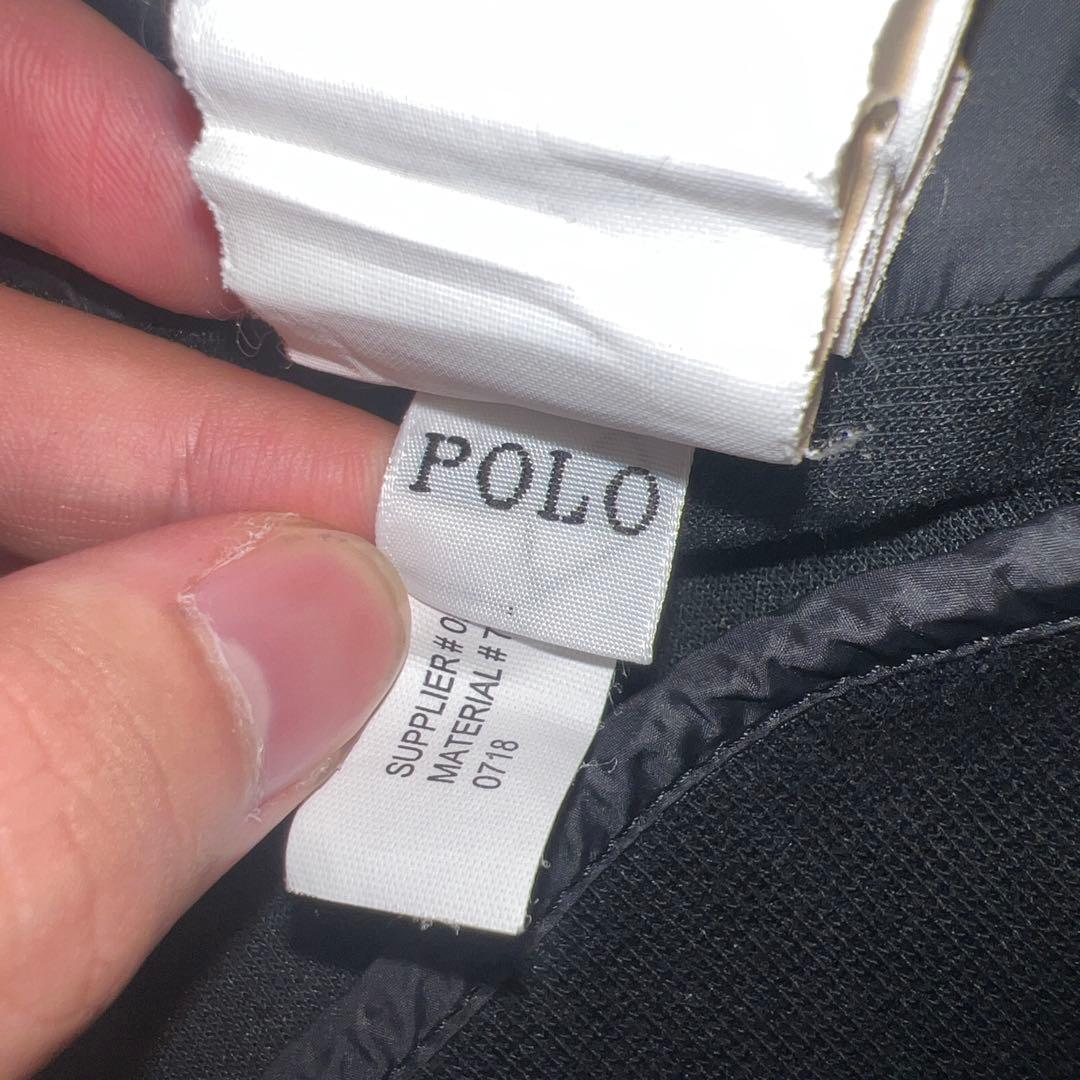 POLO
SUPPLIER# 0
MATERIAL# 7
0718